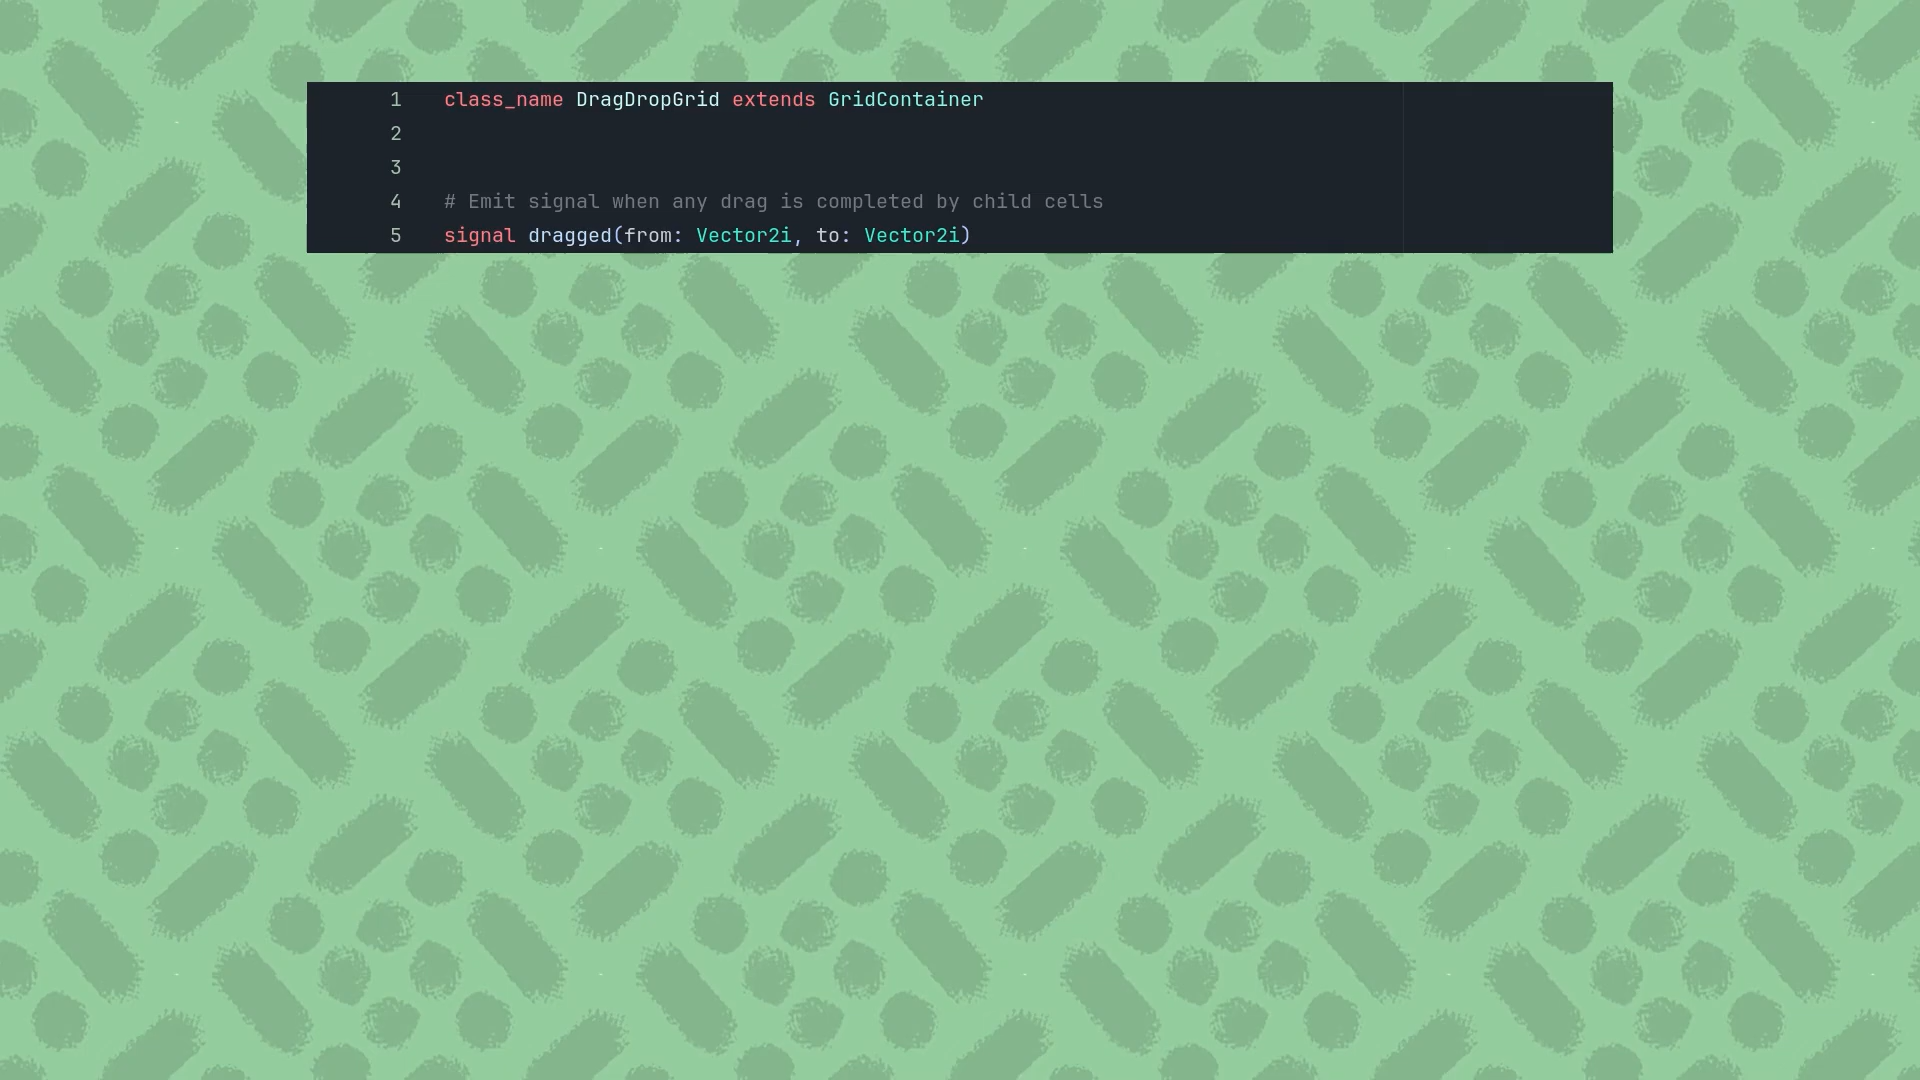 1 class_name DragDropGrid extends GridContainer
2
3
4 # Emit signal when any drag is completed by child cells
5 signal dragged(from: Vector2i, to: Vector2i)